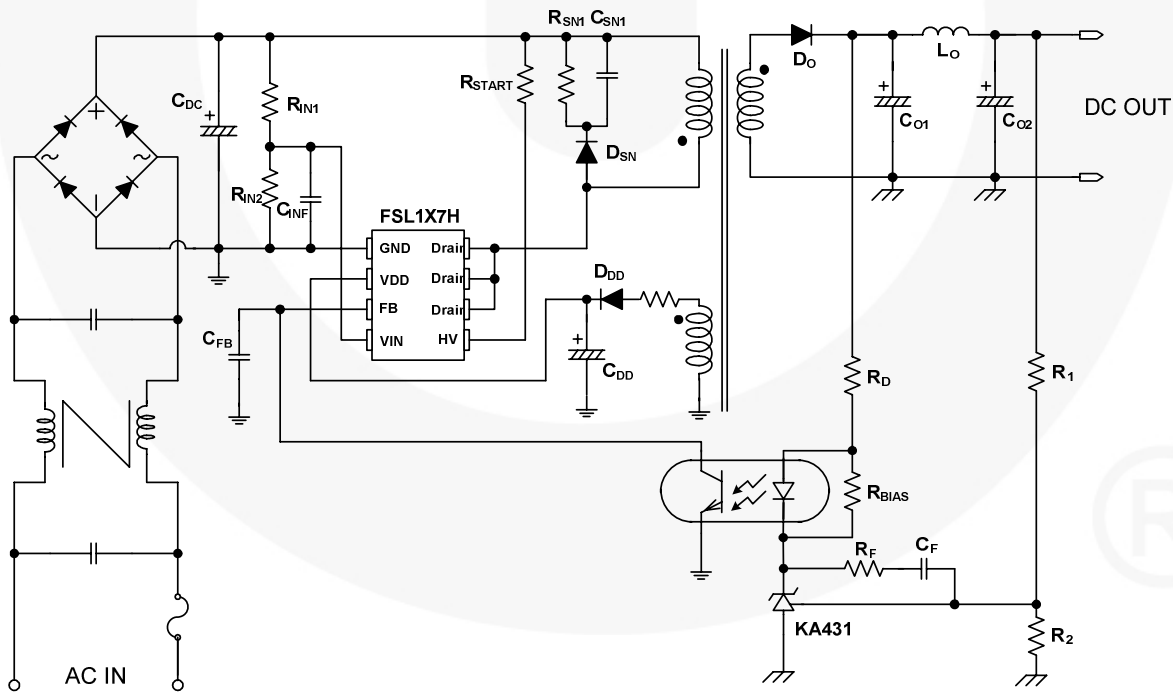 RSN1 CSN1
DO
LO
CDC
+
RIN1
RSTART
+
CO1
+
CO2
DC OUT
+
~
~
−
DSN
RIN2
CINF
FSL1X7H
GND
Drain
VDD
Drain
FB
Drain
VIN
HV
DDD
+
CDD
CFB
RD
R1
RBIAS
RF
CF
KA431
R2
AC IN
®